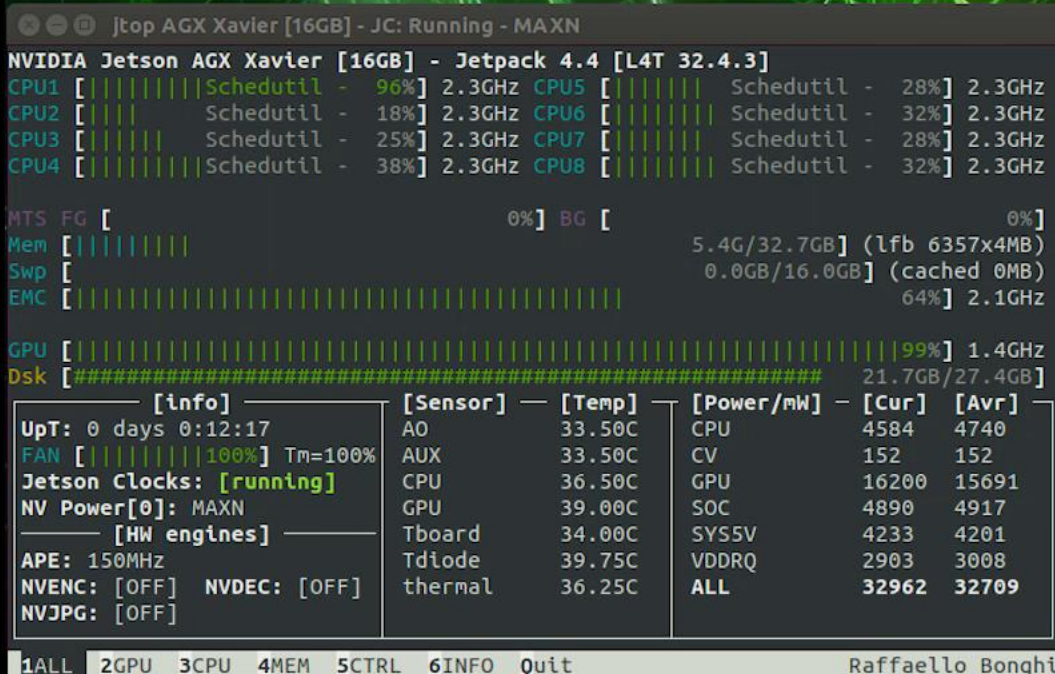 jtop AGX Xavier [16GB] - JC: Running - MAXN
NVIDIA Jetson AGX Xavier [16GB] - Jetpack 4.4 [L4T 32.4.3]
CPU1 [|||||||||Schedutil - 96%] 2.3GHz CPU5 [||||||| Schedutil - 28%] 2.3GHz
CPU2 [|||| Schedutil - 18%] 2.3GHz CPU6 [|||||||| Schedutil - 32%] 2.3GHz
CPU3 [|||||| Schedutil - 25%] 2.3GHz CPU7 [||||||| Schedutil - 28%] 2.3GHz
CPU4 [|||||||||Schedutil - 38%] 2.3GHz CPU8 [|||||||| Schedutil - 32%] 2.3GHz
MTS FG [ 0%] BG [ 0%]
Mem [||||||||| 5.4G/32.7GB] (lfb 6357x4MB)
Swp [ 0.0GB/16.0GB] (cached 0MB)
EMC [|||||||||||||||||||||||||||||||||||||||||| 64%] 2.1GHz
GPU [|||||||||||||||||||||||||||||||||||||||||||||||||||||||||||||||99%] 1.4GHz
Dsk [######################################################### 21.7GB/27.4GB]
[info] [Sensor] [Temp] [Power/mW] [Cur] [Avr]
UpT: 0 days 0:12:17 AO 33.50C CPU 4584 4740
FAN [|||||||||100%] Tm=100% AUX 33.50C CV 152 152
Jetson Clocks: [running] CPU 36.50C GPU 16200 15691
NV Power[0]: MAXN GPU 39.00C SOC 4890 4917
[HW engines] Tboard 34.00C SYS5V 4233 4201
APE: 150MHz Tdiode 39.75C VDDRQ 2903 3008
NVENC: [OFF] NVDEC: [OFF] thermal 36.25C ALL 32962 32709
NVJPG: [OFF]
1ALL 2GPU 3CPU 4MEM 5CTRL 6INFO Quit Raffaello Bonghi